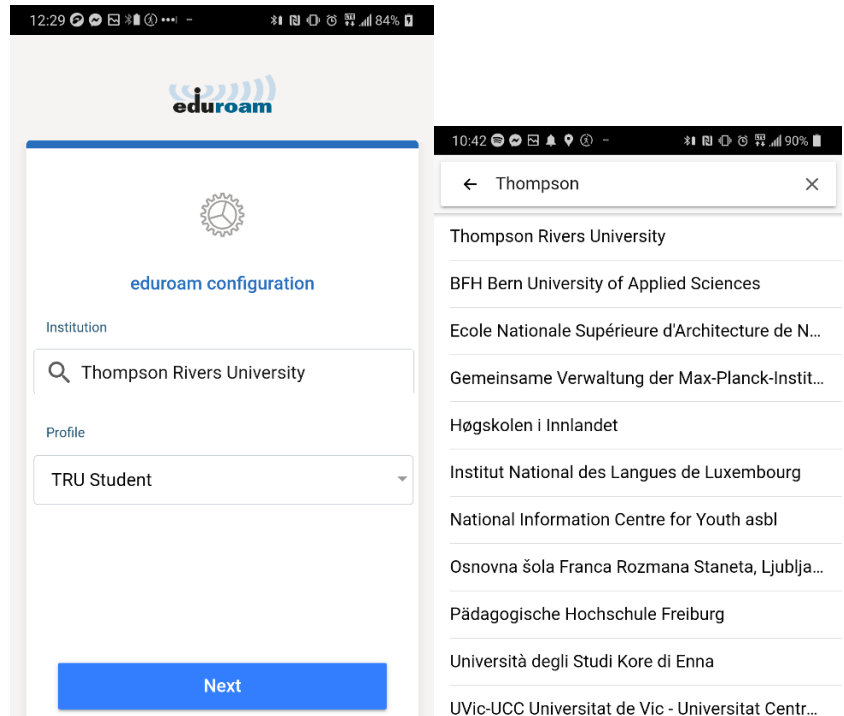 12:29
84%
eduroam
eduroam configuration
Institution
Thompson Rivers University
Profile
TRU Student
Next
10:42
90%
Thompson
Thompson Rivers University
BFH Bern University of Applied Sciences
Ecole Nationale Supérieure d'Architecture de N...
Gemeinsame Verwaltung der Max-Planck-Instit...
Høgskolen i Innlandet
Institut National des Langues de Luxembourg
National Information Centre for Youth asbl
Osnovna šola Franca Rozmana Staneta, Ljublja...
Pädagogische Hochschule Freiburg
Università degli Studi Kore di Enna
UVic-UCC Universitat de Vic - Universitat Centr...